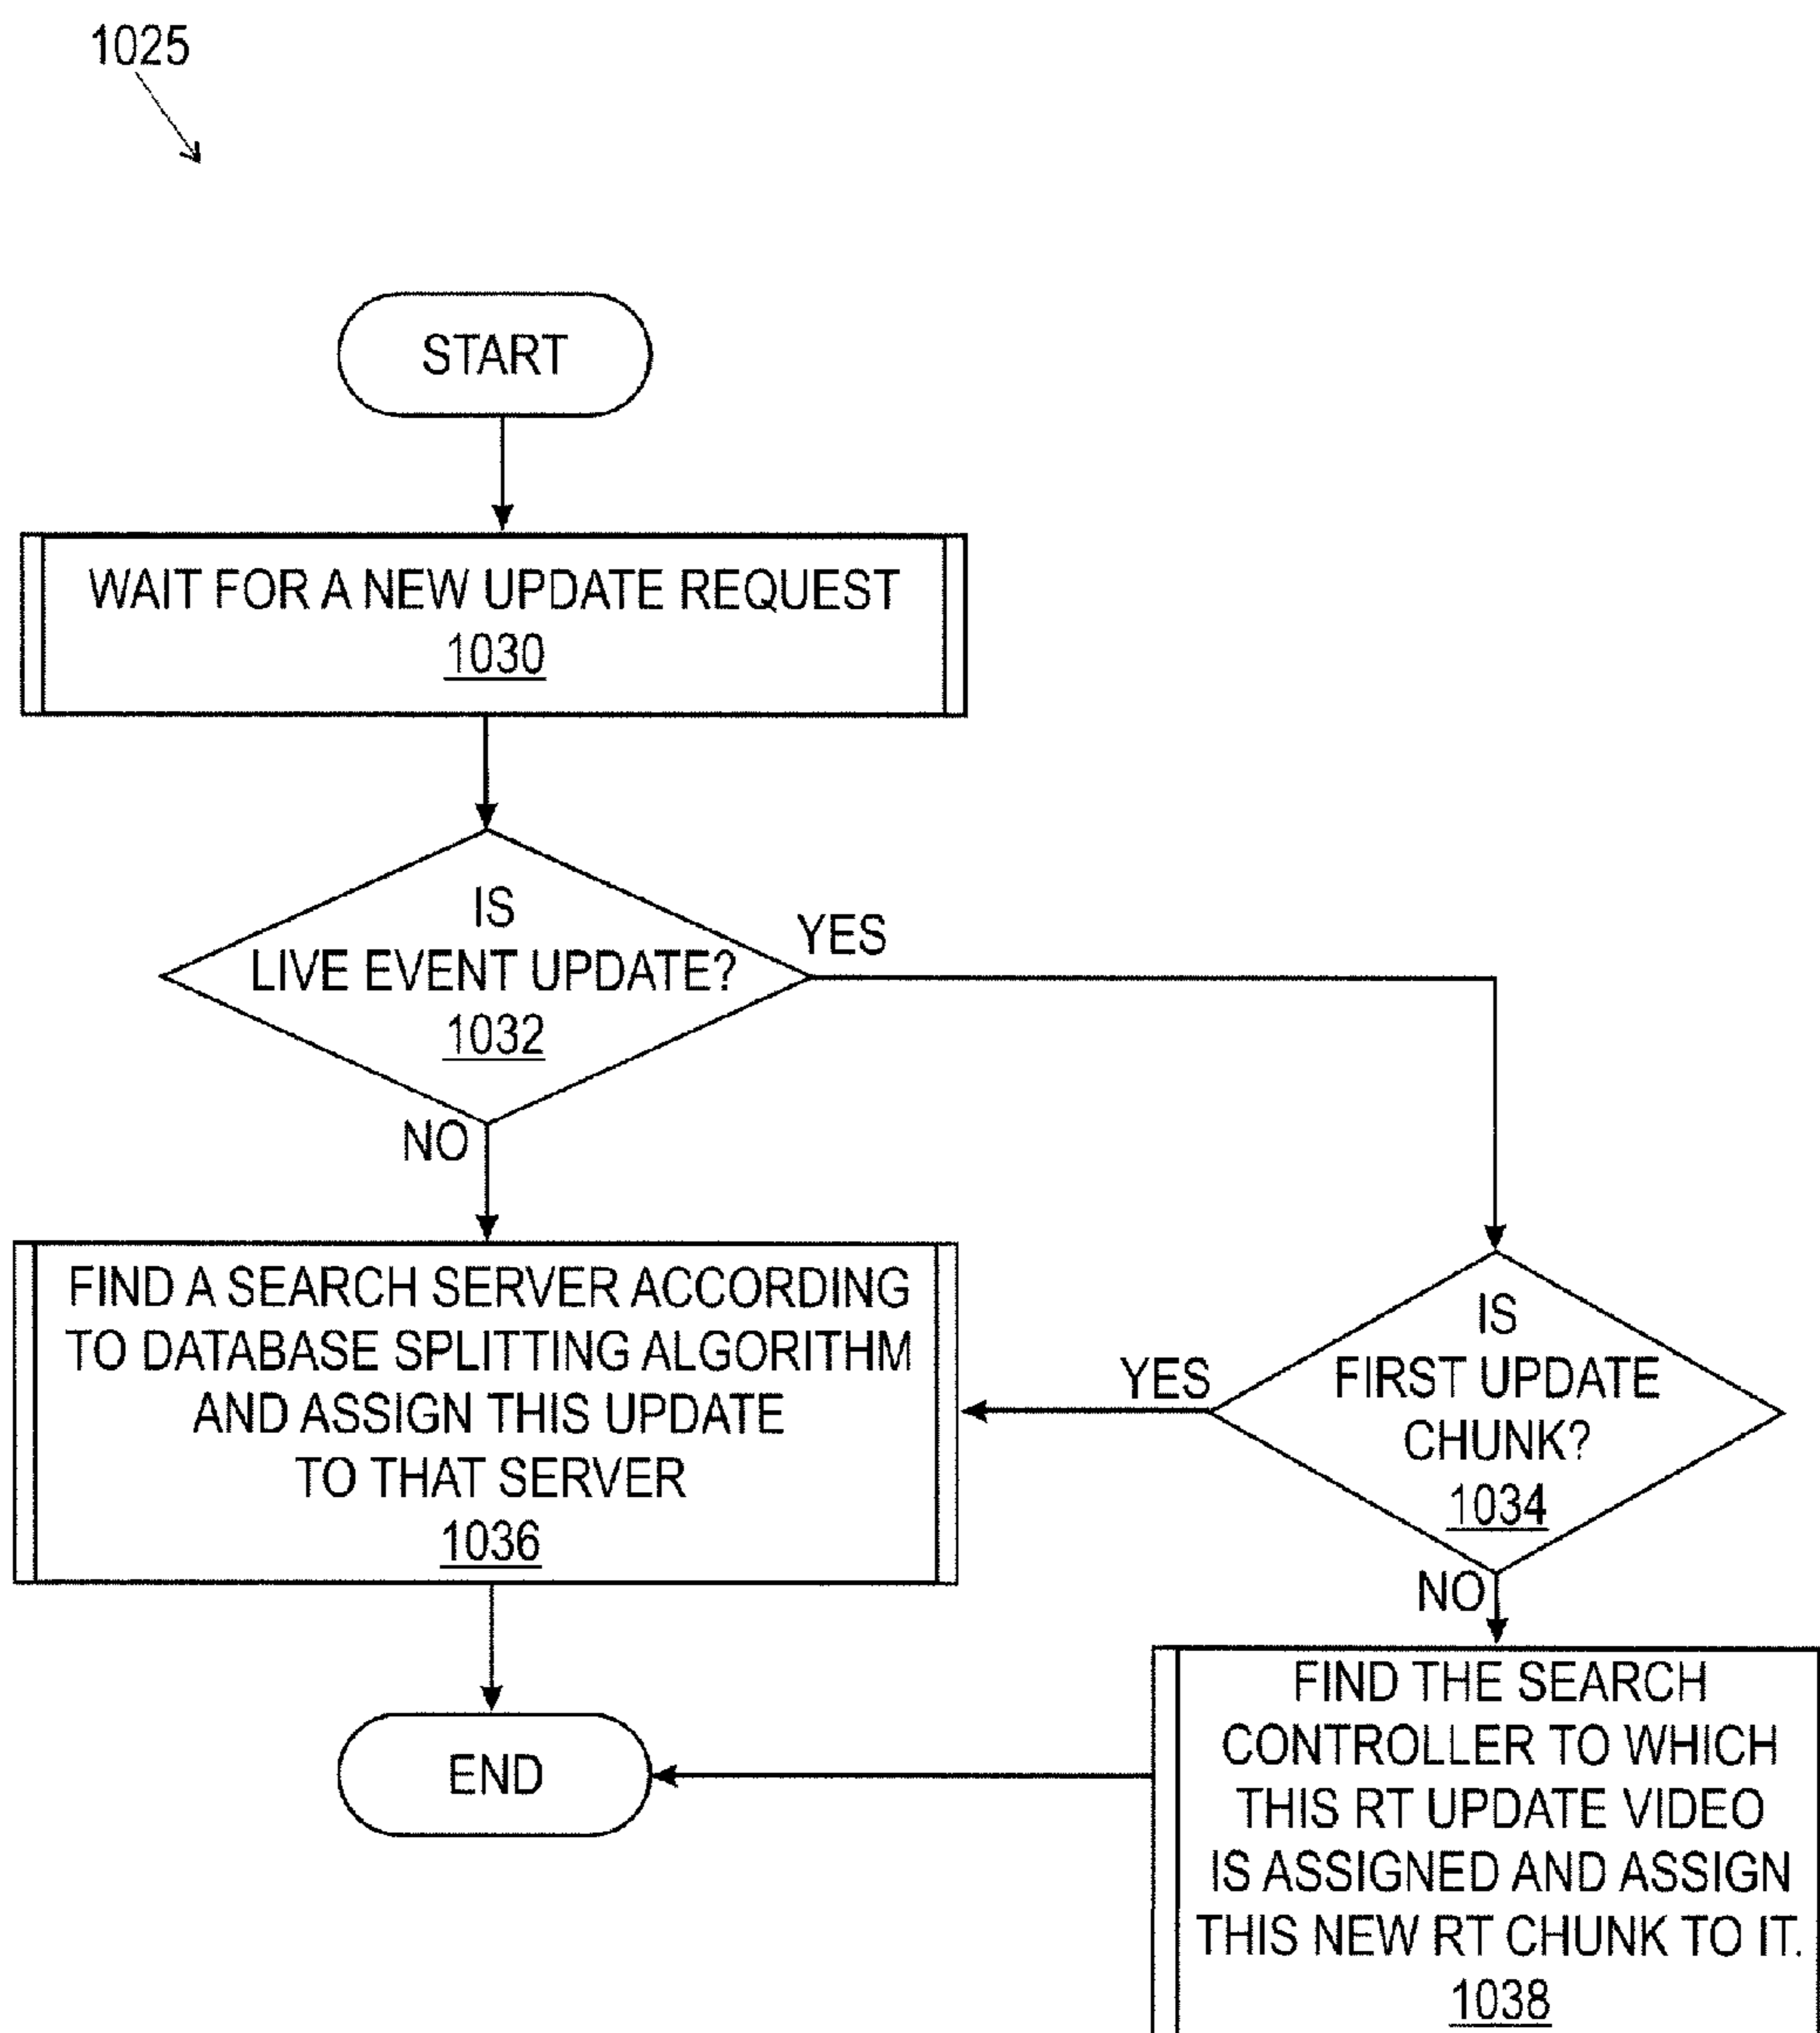 1025
START
WAIT FOR A NEW UPDATE REQUEST
1030
IS
LIVE EVENT UPDATE?
1032
YES
NO
FIND A SEARCH SERVER ACCORDING
TO DATABASE SPLITTING ALGORITHM
AND ASSIGN THIS UPDATE
TO THAT SERVER
1036
YES
IS
FIRST UPDATE
CHUNK?
1034
NO
FIND THE SEARCH
CONTROLLER TO WHICH
THIS RT UPDATE VIDEO
IS ASSIGNED AND ASSIGN
THIS NEW RT CHUNK TO IT.
1038
END